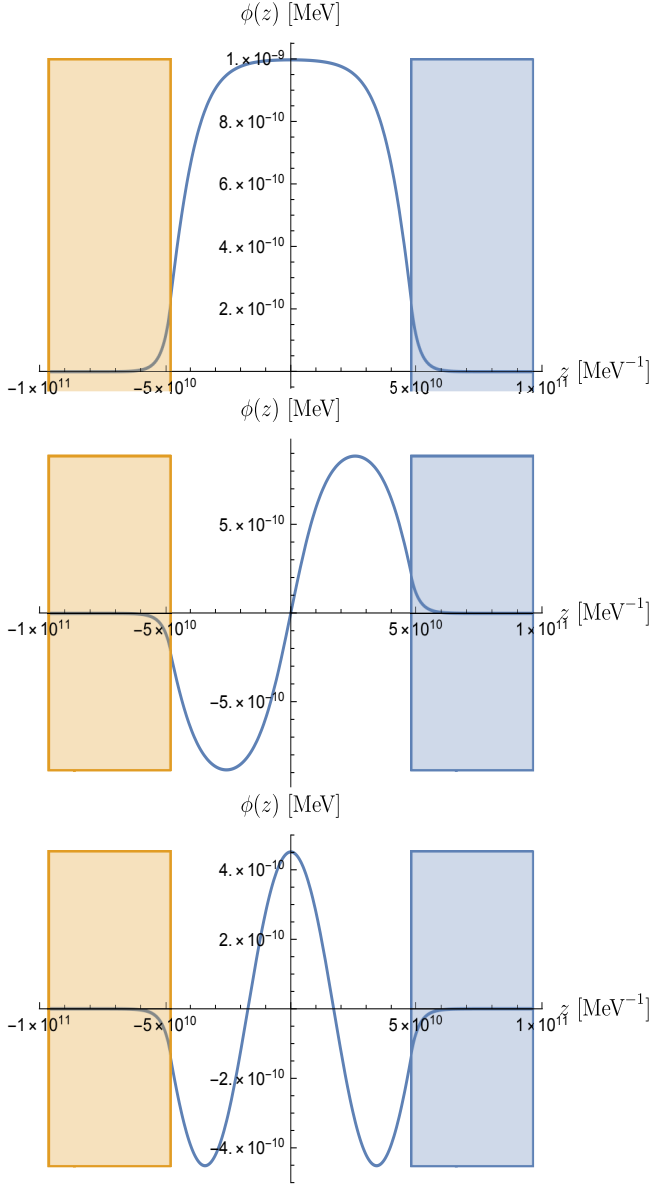 ϕ(z) [MeV]
1.×10⁻⁹
8.×10⁻¹⁰
6.×10⁻¹⁰
4.×10⁻¹⁰
2.×10⁻¹⁰
−1×10¹¹ −5×10¹⁰ 5×10¹⁰ 1×10¹¹ z [MeV⁻¹]
ϕ(z) [MeV]
5.×10⁻¹⁰
−1×10¹¹ −5×10¹⁰ 5×10¹⁰ 1×10¹¹ z [MeV⁻¹]
−5.×10⁻¹⁰
ϕ(z) [MeV]
4.×10⁻¹⁰
2.×10⁻¹⁰
−1×10¹¹ −5×10¹⁰ 5×10¹⁰ 1×10¹¹ z [MeV⁻¹]
−2.×10⁻¹⁰
−4.×10⁻¹⁰